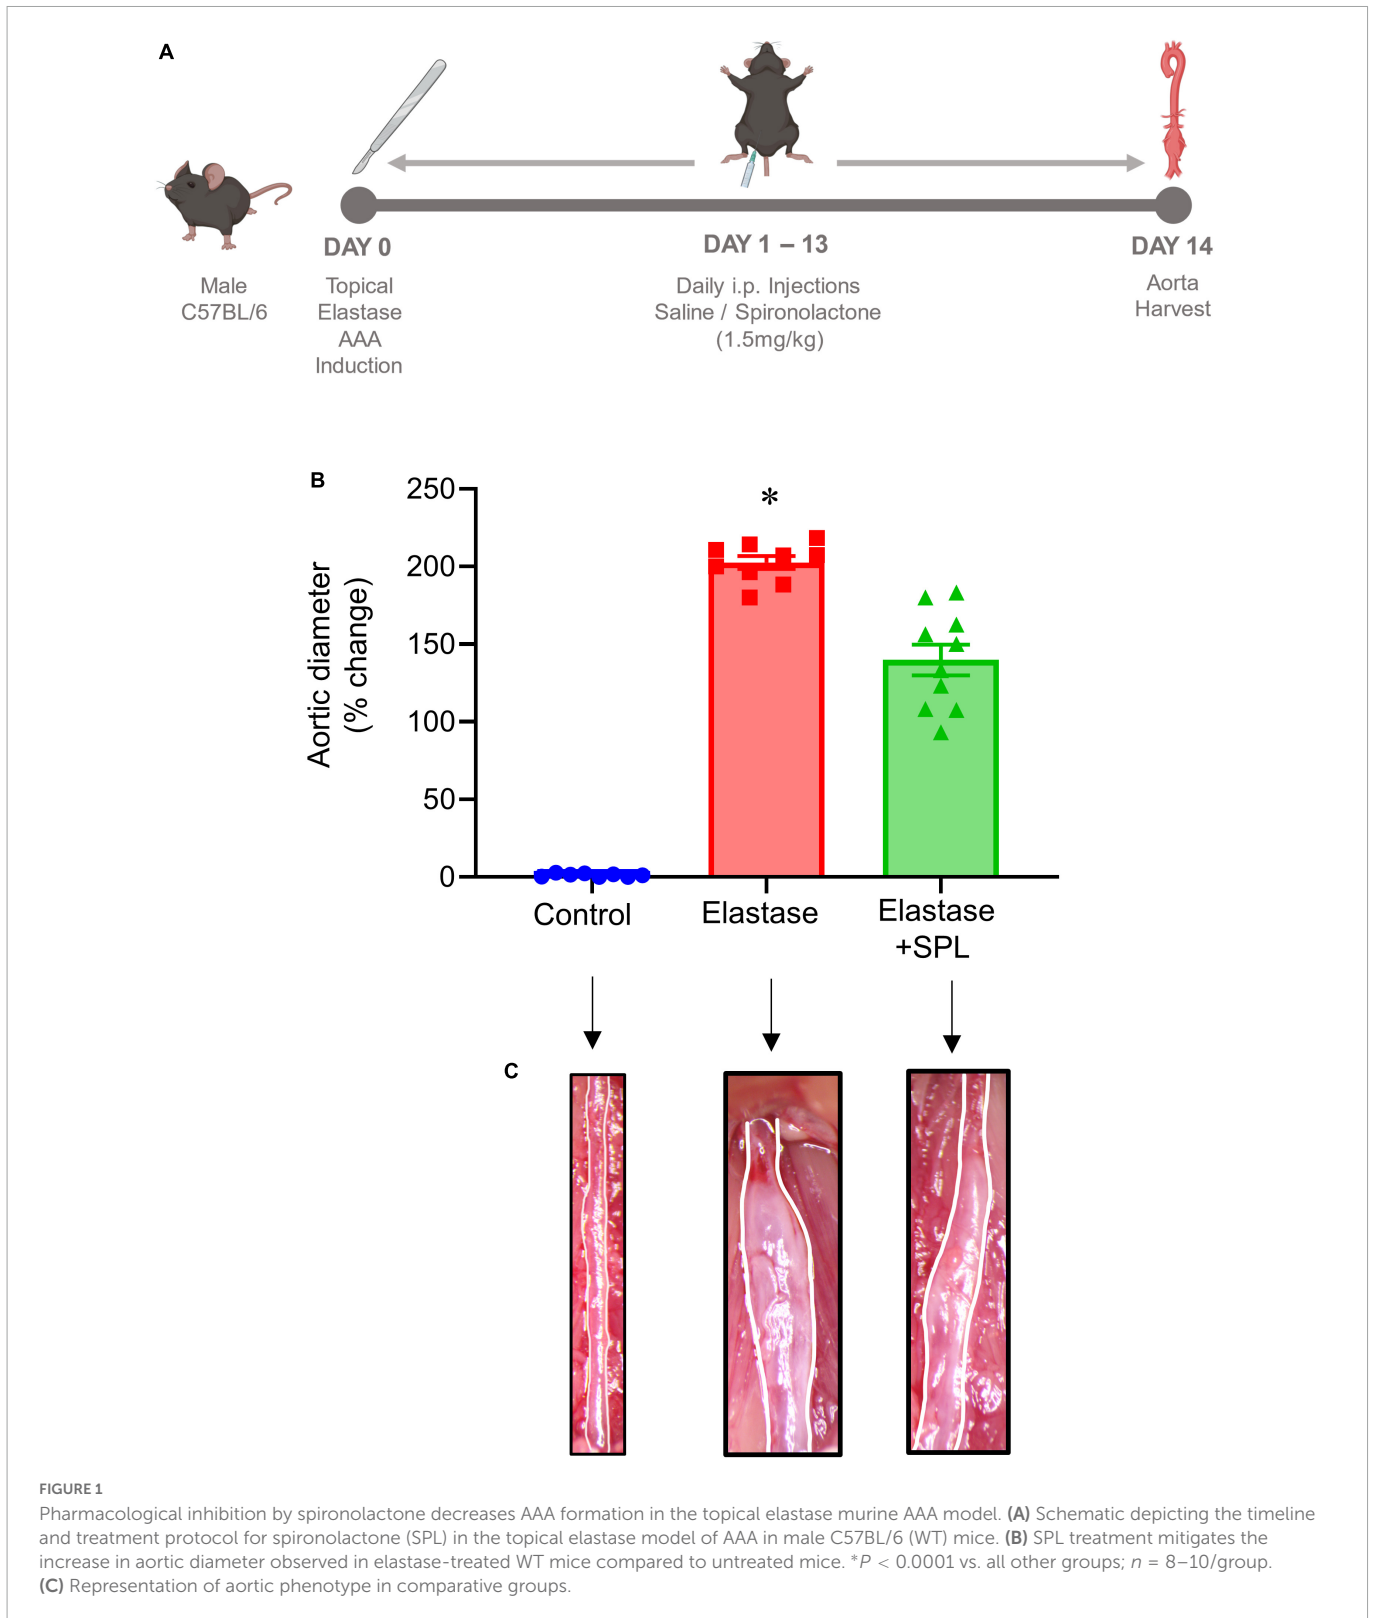 A
Male
C57BL/6
DAY 0
Topical
Elastase
AAA
Induction
DAY 1 – 13
Daily i.p. Injections
Saline / Spironolactone
(1.5mg/kg)
DAY 14
Aorta
Harvest
B
Aortic diameter
(% change)
250
200
150
100
50
0
*
Control
Elastase
Elastase
+SPL
C
FIGURE 1
Pharmacological inhibition by spironolactone decreases AAA formation in the topical elastase murine AAA model. (A) Schematic depicting the timeline
and treatment protocol for spironolactone (SPL) in the topical elastase model of AAA in male C57BL/6 (WT) mice. (B) SPL treatment mitigates the
increase in aortic diameter observed in elastase-treated WT mice compared to untreated mice. *P < 0.0001 vs. all other groups; n = 8–10/group.
(C) Representation of aortic phenotype in comparative groups.